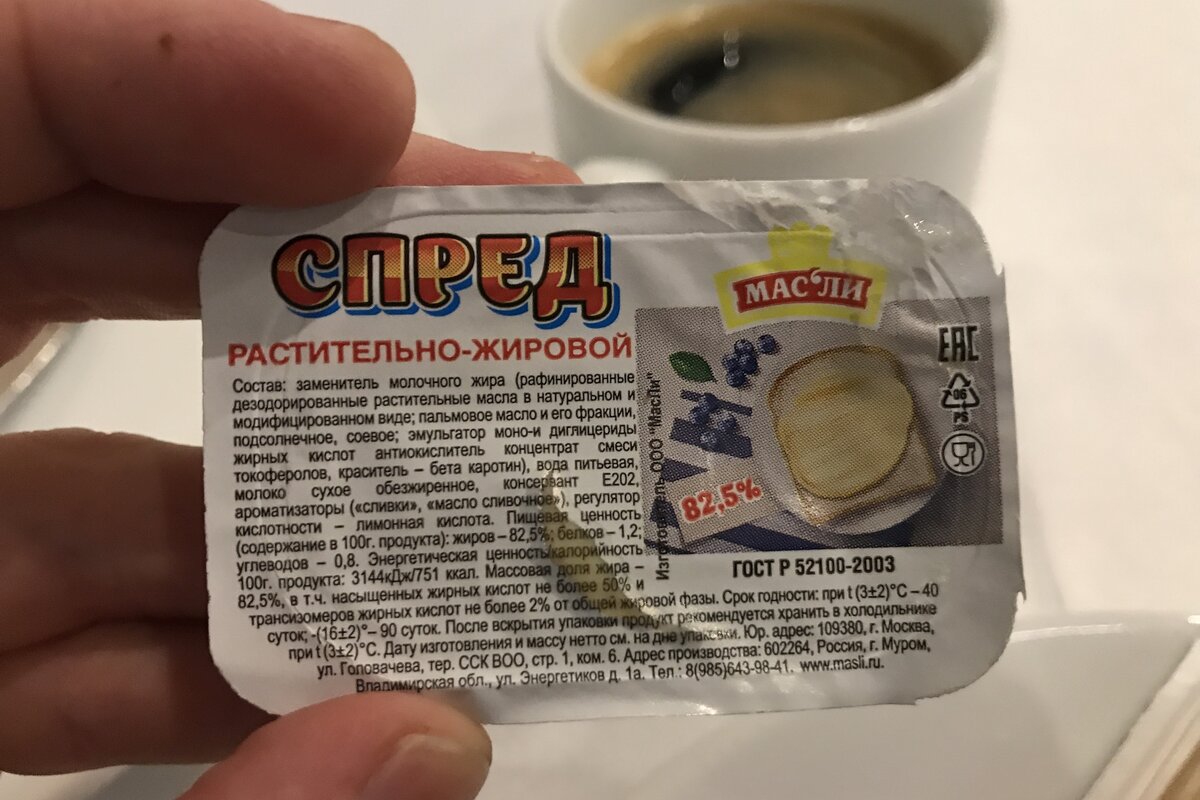 СПРЕД
РАСТИТЕЛЬНО-ЖИРОВОЙ
Состав: заменитель молочного жира (рафинированные
дезодорированные растительные масла в натуральном и
модифицированном виде; пальмовое масло и его фракции,
подсолнечное, соевое; эмульгатор моно-и диглицериды
жирных кислот антиокислитель концентрат смеси
токоферолов, краситель – бета каротин), вода питьевая,
молоко сухое обезжиренное, консервант Е202,
ароматизаторы («сливки», «масло сливочное»), регулятор
кислотности – лимонная кислота. Пищевая ценность
(содержание в 100г. продукта): жиров – 82,5%; белков – 1,2;
углеводов – 0,8. Энергетическая ценность/калорийность
100г. продукта: 3144кДж/751 ккал. Массовая доля жира –
82,5%, в т.ч. насыщенных жирных кислот не более 50% и
трансизомеров жирных кислот не более 2% от общей жировой фазы. Срок годности: при t (3±2)°С – 40
суток; -(16±2)°– 90 суток. После вскрытия упаковки продукт рекомендуется хранить в холодильнике
при t (3±2)°С. Дату изготовления и массу нетто см. на дне упаковки. Юр. адрес: 109380, г. Москва,
ул. Головачева, тер. ССК ВОО, стр. 1, ком. 6. Адрес производства: 602264, Россия, г. Муром,
Владимирская обл., ул. Энергетиков д. 1а. Тел.: 8(985)643-98-41. www.masli.ru.
МАС'ЛИ
Изготовитель ООО "МасЛи"
82,5%
ГОСТ Р 52100-2003
EAC
06
PS